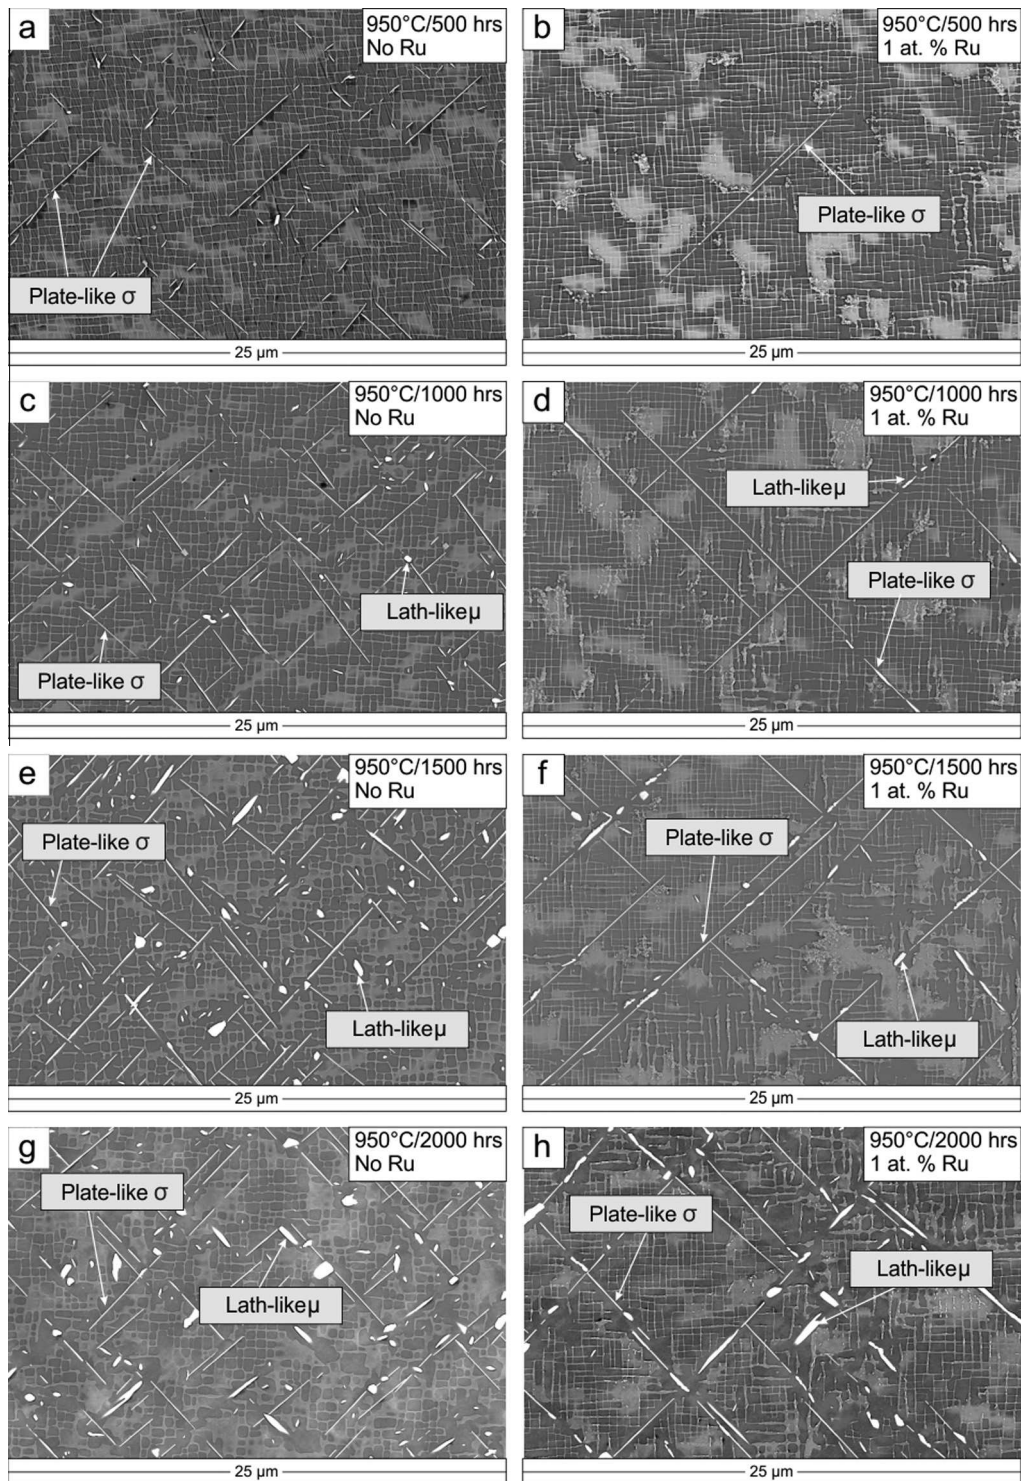 a
950°C/500 hrs
No Ru
Plate-like σ
25 µm
b
950°C/500 hrs
1 at. % Ru
Plate-like σ
25 µm
c
950°C/1000 hrs
No Ru
Lath-likeµ
Plate-like σ
25 µm
d
950°C/1000 hrs
1 at. % Ru
Lath-likeµ
Plate-like σ
25 µm
e
950°C/1500 hrs
No Ru
Plate-like σ
Lath-likeµ
25 µm
f
950°C/1500 hrs
1 at. % Ru
Plate-like σ
Lath-likeµ
25 µm
g
950°C/2000 hrs
No Ru
Plate-like σ
Lath-likeµ
25 µm
h
950°C/2000 hrs
1 at. % Ru
Plate-like σ
Lath-likeµ
25 µm